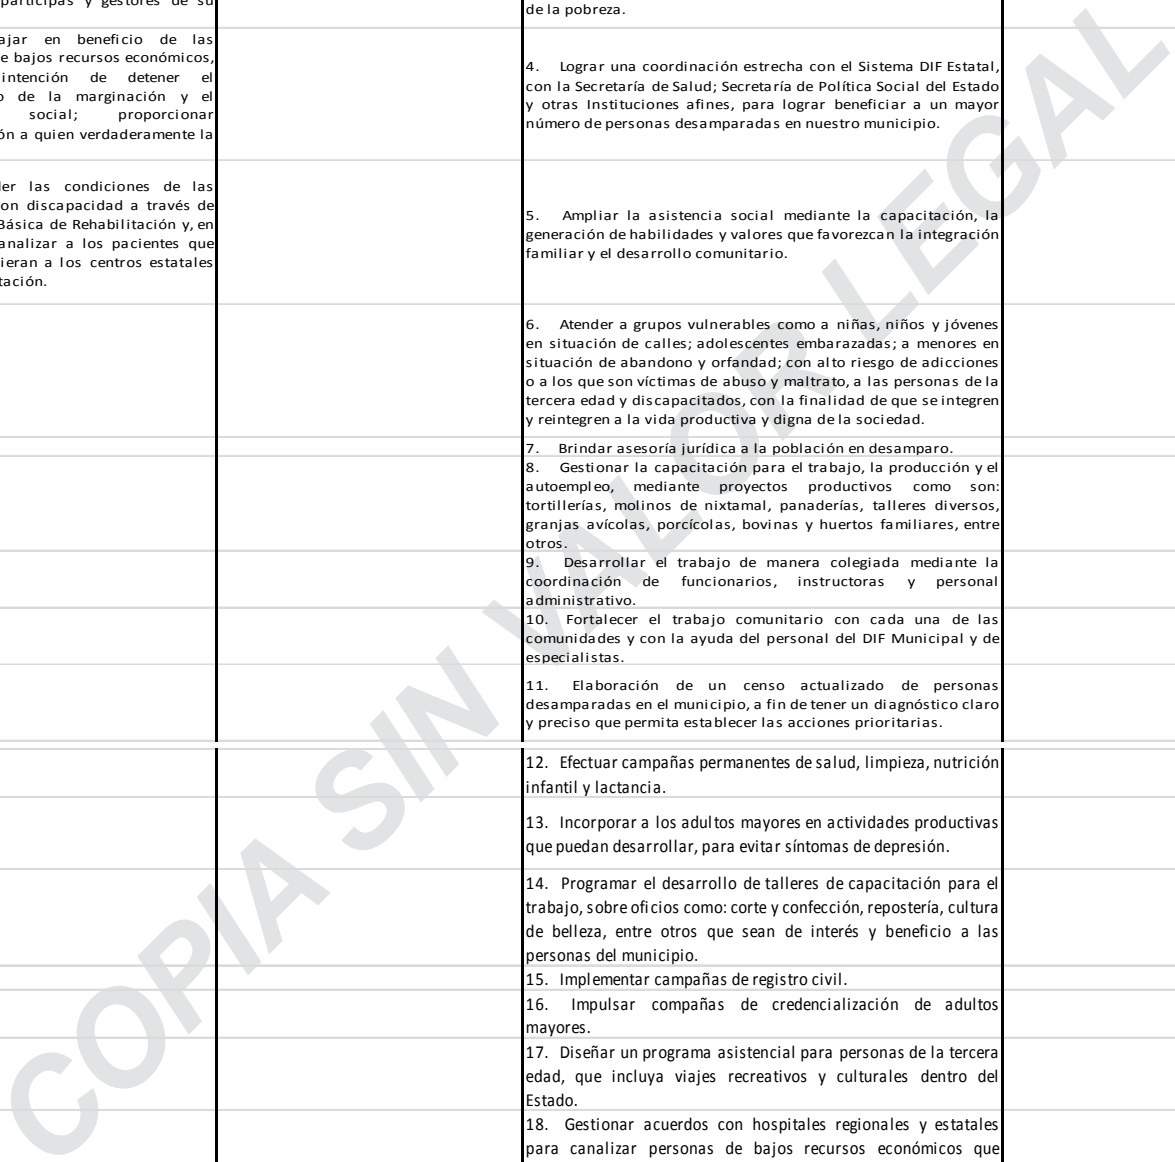 participas y gestores de su
ajar en beneficio de las
e bajos recursos económicos,
intención de detener el
o de la marginación y el
social; proporcionar
ón a quien verdaderamente la
der las condiciones de las
on discapacidad a través de
Básica de Rehabilitación y, en
analizar a los pacientes que
ieran a los centros estatales
tación.
de la pobreza.
4. Lograr una coordinación estrecha con el Sistema DIF Estatal,
con la Secretaría de Salud; Secretaría de Política Social del Estado
y otras Instituciones afines, para lograr beneficiar a un mayor
número de personas desamparadas en nuestro municipio.
5. Ampliar la asistencia social mediante la capacitación, la
generación de habilidades y valores que favorezcan la integración
familiar y el desarrollo comunitario.
6. Atender a grupos vulnerables como a niñas, niños y jóvenes
en situación de calles; adolescentes embarazadas; a menores en
situación de abandono y orfandad; con alto riesgo de adicciones
o a los que son víctimas de abuso y maltrato, a las personas de la
tercera edad y discapacitados, con la finalidad de que se integren
y reintegren a la vida productiva y digna de la sociedad.
7. Brindar asesoría jurídica a la población en desamparo.
8. Gestionar la capacitación para el trabajo, la producción y el
autoempleo, mediante proyectos productivos como son:
tortillerías, molinos de nixtamal, panaderías, talleres diversos,
granjas avícolas, porcícolas, bovinas y huertos familiares, entre
otros.
9. Desarrollar el trabajo de manera colegiada mediante la
coordinación de funcionarios, instructoras y personal
administrativo.
10. Fortalecer el trabajo comunitario con cada una de las
comunidades y con la ayuda del personal del DIF Municipal y de
especialistas.
11. Elaboración de un censo actualizado de personas
desamparadas en el municipio, a fin de tener un diagnóstico claro
y preciso que permita establecer las acciones prioritarias.
12. Efectuar campañas permanentes de salud, limpieza, nutrición
infantil y lactancia.
13. Incorporar a los adultos mayores en actividades productivas
que puedan desarrollar, para evitar síntomas de depresión.
14. Programar el desarrollo de talleres de capacitación para el
trabajo, sobre oficios como: corte y confección, repostería, cultura
de belleza, entre otros que sean de interés y beneficio a las
personas del municipio.
15. Implementar campañas de registro civil.
16. Impulsar compañas de credencialización de adultos
mayores.
17. Diseñar un programa asistencial para personas de la tercera
edad, que incluya viajes recreativos y culturales dentro del
Estado.
18. Gestionar acuerdos con hospitales regionales y estatales
para canalizar personas de bajos recursos económicos que
COPIA SIN VALOR LEGAL